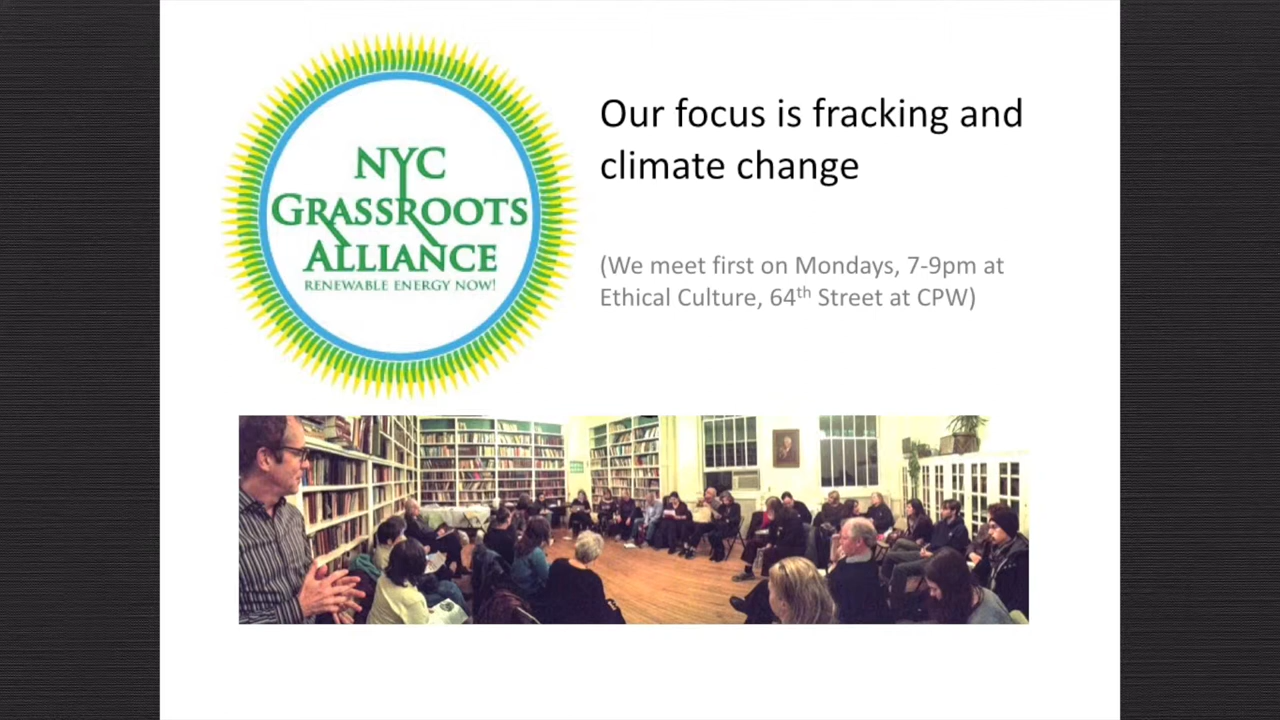 NYC
GRASSROOTS
ALLIANCE
RENEWABLE ENERGY NOW!
Our focus is fracking and
climate change
(We meet first on Mondays, 7-9pm at
Ethical Culture, 64th Street at CPW)